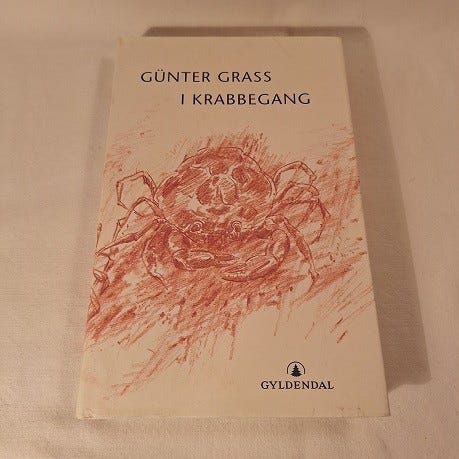 GÜNTER GRASS
I KRABBEGANG
GYLDENDAL